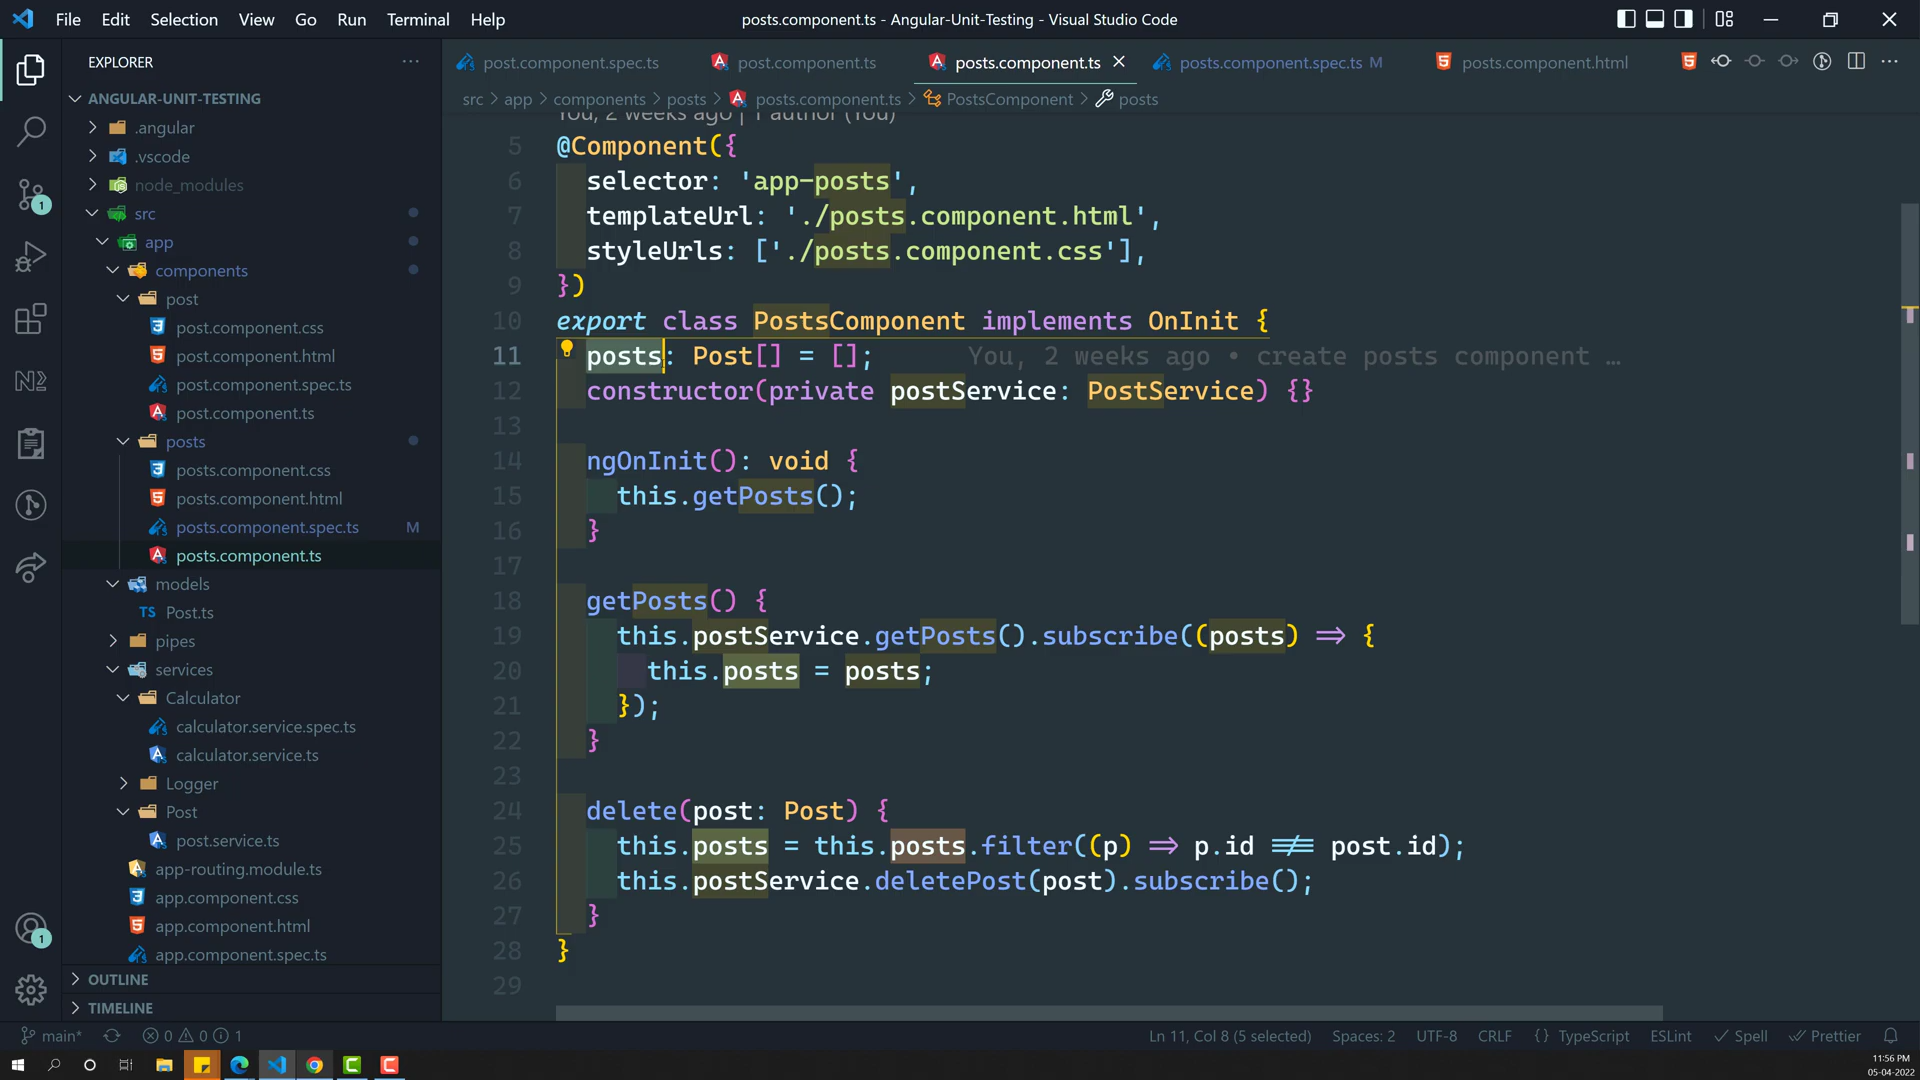 File Edit Selection View Go Run Terminal Help
posts.component.ts - Angular-Unit-Testing - Visual Studio Code
EXPLORER
ANGULAR-UNIT-TESTING
.angular
.vscode
node_modules
src
app
components
post
post.component.css
post.component.html
post.component.spec.ts
post.component.ts
posts
posts.component.css
posts.component.html
posts.component.spec.ts M
posts.component.ts
models
TS Post.ts
pipes
services
Calculator
calculator.service.spec.ts
calculator.service.ts
Logger
Post
post.service.ts
app-routing.module.ts
app.component.css
app.component.html
app.component.spec.ts
OUTLINE
TIMELINE
post.component.spec.ts post.component.ts posts.component.ts posts.component.spec.ts M posts.component.html
src > app > components > posts > posts.component.ts > PostsComponent > posts
You, 2 weeks ago | 1 author (You)
5 @Component({
6 selector: 'app-posts',
7 templateUrl: './posts.component.html',
8 styleUrls: ['./posts.component.css'],
9 })
10 export class PostsComponent implements OnInit {
11 posts: Post[] = []; You, 2 weeks ago • create posts component …
12 constructor(private postService: PostService) {}
13
14 ngOnInit(): void {
15 this.getPosts();
16 }
17
18 getPosts() {
19 this.postService.getPosts().subscribe((posts) => {
20 this.posts = posts;
21 });
22 }
23
24 delete(post: Post) {
25 this.posts = this.posts.filter((p) => p.id !== post.id);
26 this.postService.deletePost(post).subscribe();
27 }
28 }
29
1
1
main* 0 0 1
Ln 11, Col 8 (5 selected) Spaces: 2 UTF-8 CRLF {} TypeScript ESLint Spell Prettier
11:56 PM
05-04-2022